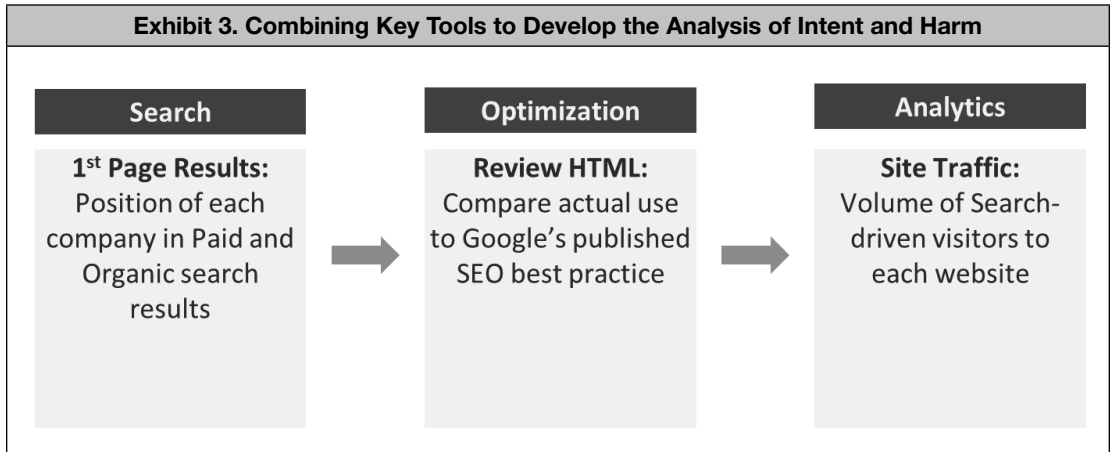 Exhibit 3. Combining Key Tools to Develop the Analysis of Intent and Harm
Search
1st Page Results:
Position of each
company in Paid and
Organic search
results
Optimization
Review HTML:
Compare actual use
to Google's published
SEO best practice
Analytics
Site Traffic:
Volume of Search-
driven visitors to
each website